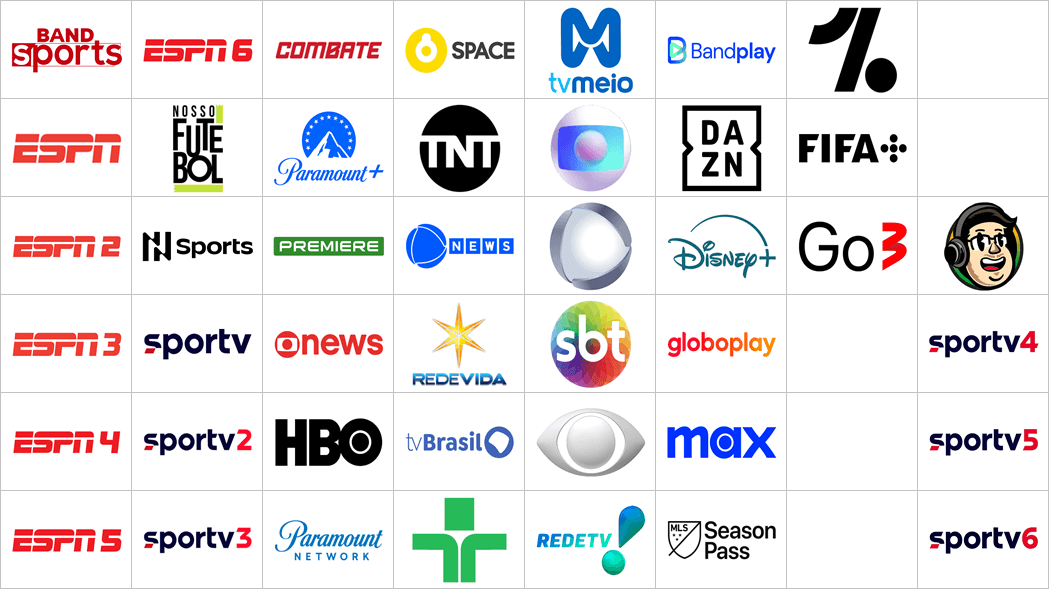 BAND
sports
ESPN 6
COMBATE
6 SPACE
tvmeio
Bandplay
1
ESPN
NOSSO
FUTE
BOL
Paramount+
TNT
DA
ZN
FIFA+
ESPN 2
N Sports
PREMIERE
NEWS
Disney+
Go3
ESPN 3
sportv
news
REDEVIDA
sbt
globoplay
sportv4
ESPN 4
sportv2
HBO
tvBrasil
max
sportv5
ESPN 5
sportv3
Paramount
NETWORK
REDETV!
MLS
Season
Pass
sportv6